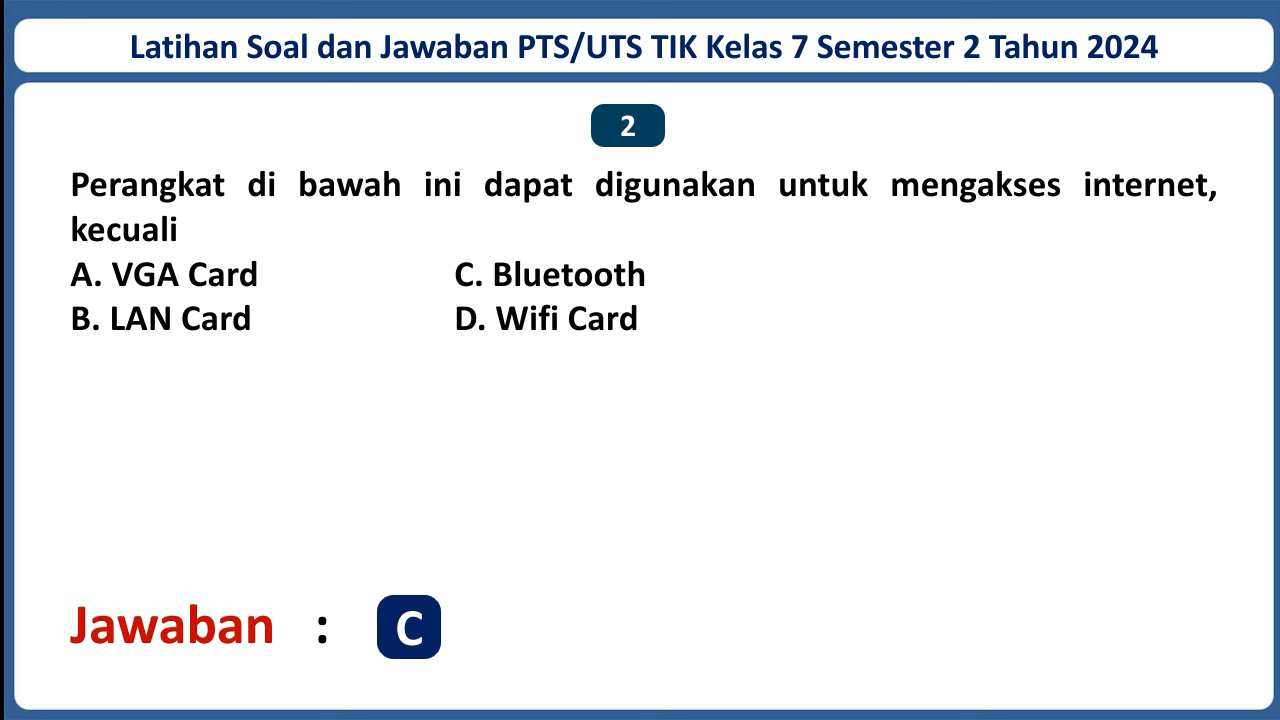 Latihan Soal dan Jawaban PTS/UTS TIK Kelas 7 Semester 2 Tahun 2024
2
Perangkat di bawah ini dapat digunakan untuk mengakses internet,
kecuali
A. VGA Card C. Bluetooth
B. LAN Card D. Wifi Card
Jawaban : C